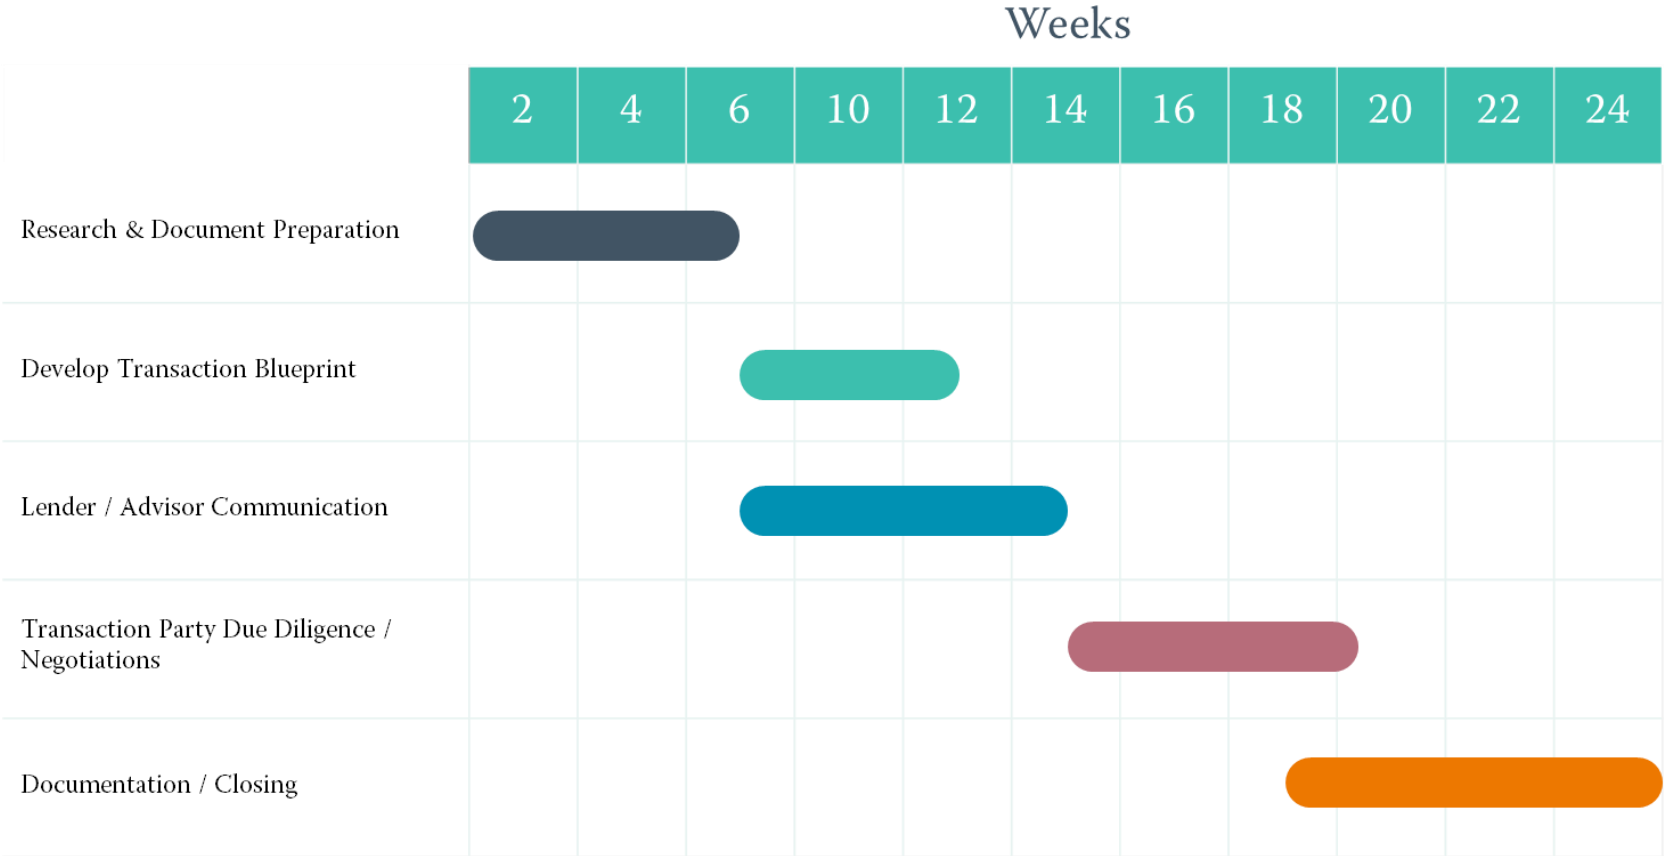 Weeks
2 4 6 10 12 14 16 18 20 22 24
Research & Document Preparation
Develop Transaction Blueprint
Lender / Advisor Communication
Transaction Party Due Diligence /
Negotiations
Documentation / Closing